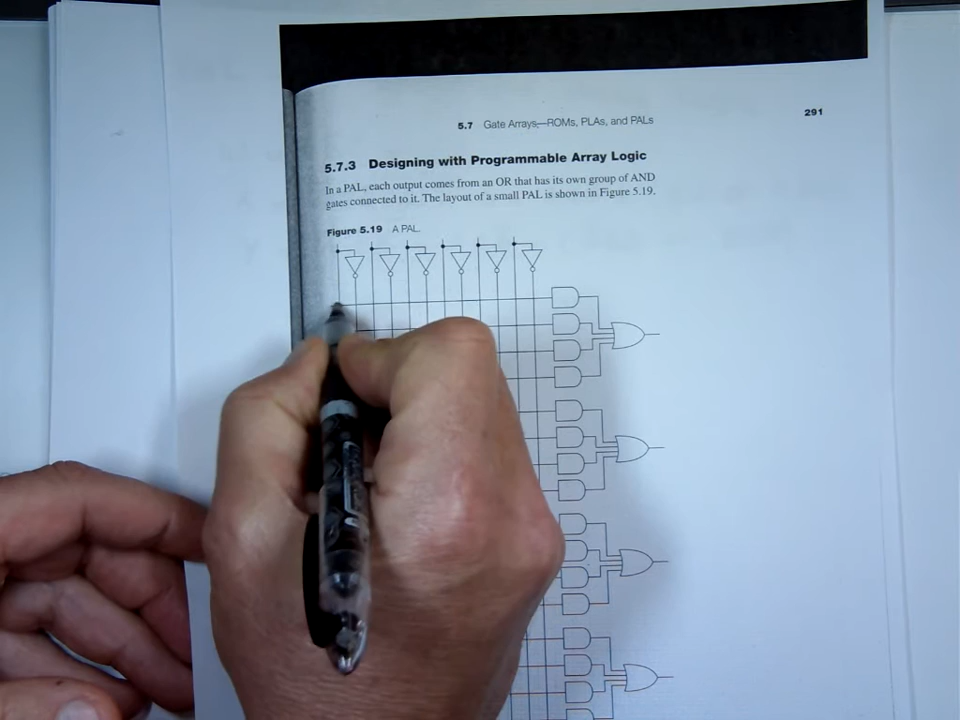 5.7 Gate Arrays—ROMs, PLAs, and PALs
291
5.7.3 Designing with Programmable Array Logic
In a PAL, each output comes from an OR that has its own group of AND
gates connected to it. The layout of a small PAL is shown in Figure 5.19.
Figure 5.19 A PAL.